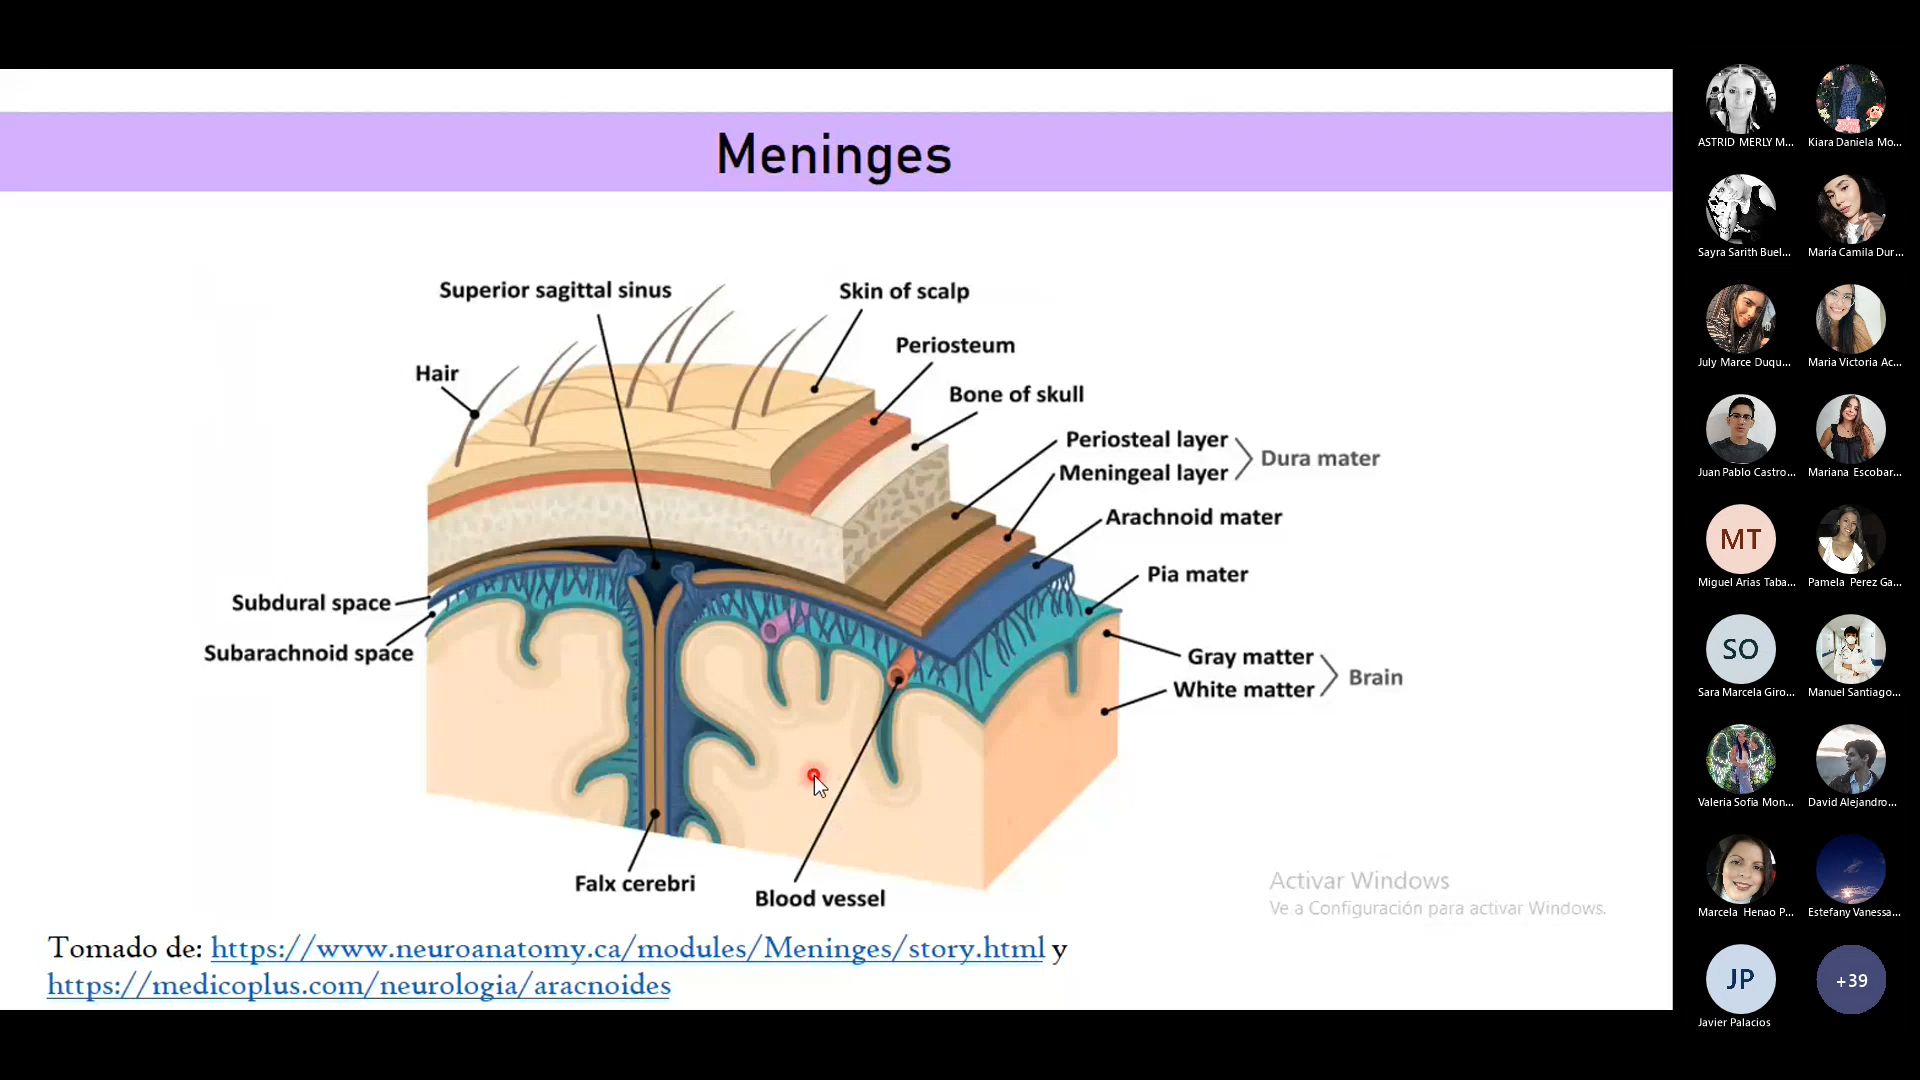 Meninges
Superior sagittal sinus
Skin of scalp
Periosteum
Hair
Bone of skull
Periosteal layer
Meningeal layer
Dura mater
Arachnoid mater
Pia mater
Subdural space
Subarachnoid space
Gray matter
White matter
Brain
Falx cerebri
Blood vessel
Activar Windows
Ve a Configuración para activar Windows.
Tomado de: https://www.neuroanatomy.ca/modules/Meninges/story.html y
https://medicoplus.com/neurologia/aracnoides
ASTRID MERLY M...
Kiara Daniela Mo...
Sayra Sarith Buel...
María Camila Dur...
July Marce Duqu...
Maria Victoria Ac...
Juan Pablo Castro...
Mariana Escobar...
MT
Miguel Arias Taba...
Pamela Perez Ga...
SO
Sara Marcela Giro...
Manuel Santiago...
Valeria Sofia Mon...
David Alejandro...
Marcela Henao P...
Estefany Vanessa...
JP
+39
Javier Palacios